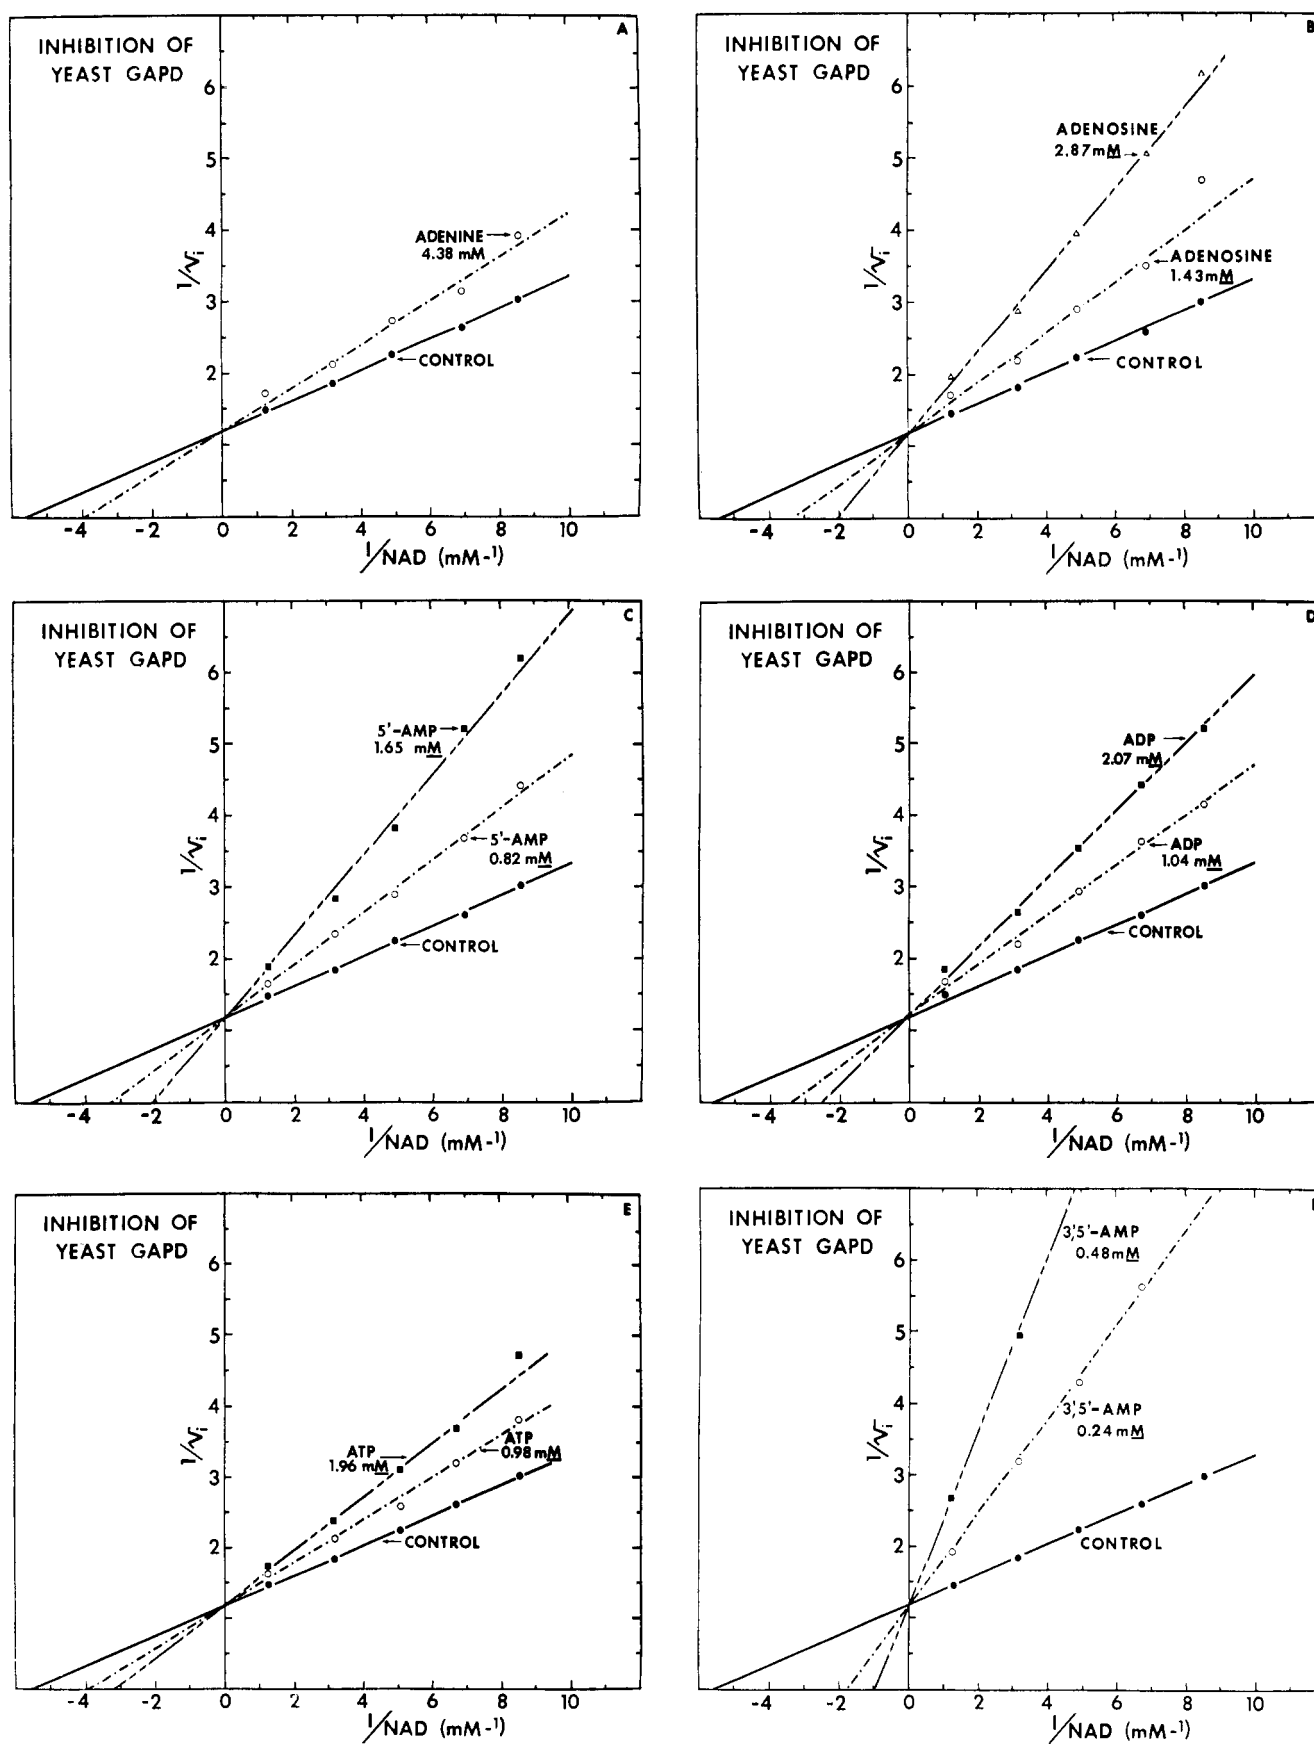 INHIBITION OF
YEAST GAPD
A
6
5
4
3
2
1/Vi
ADENINE
4.38 mM
CONTROL
-4 -2 0 2 4 6 8 10
1/NAD (mM-1)
INHIBITION OF
YEAST GAPD
B
6
5
4
3
2
1/Vi
ADENOSINE
2.87mM
ADENOSINE
1.43mM
CONTROL
-4 -2 0 2 4 6 8 10
1/NAD (mM-1)
INHIBITION OF
YEAST GAPD
C
6
5
4
3
2
1/Vi
5'-AMP
1.65 mM
5'-AMP
0.82 mM
CONTROL
-4 -2 0 2 4 6 8 10
1/NAD (mM-1)
INHIBITION OF
YEAST GAPD
D
6
5
4
3
2
1/Vi
ADP
2.07 mM
ADP
1.04 mM
CONTROL
-4 -2 0 2 4 6 8 10
1/NAD (mM-1)
INHIBITION OF
YEAST GAPD
E
6
5
4
3
2
1/Vi
ATP
1.96 mM
ATP
0.98 mM
CONTROL
-4 -2 0 2 4 6 8 10
1/NAD (mM-1)
INHIBITION OF
YEAST GAPD
6
5
4
3
2
1/Vi
3',5'-AMP
0.48mM
3',5'-AMP
0.24 mM
CONTROL
-4 -2 0 2 4 6 8 10
1/NAD (mM-1)